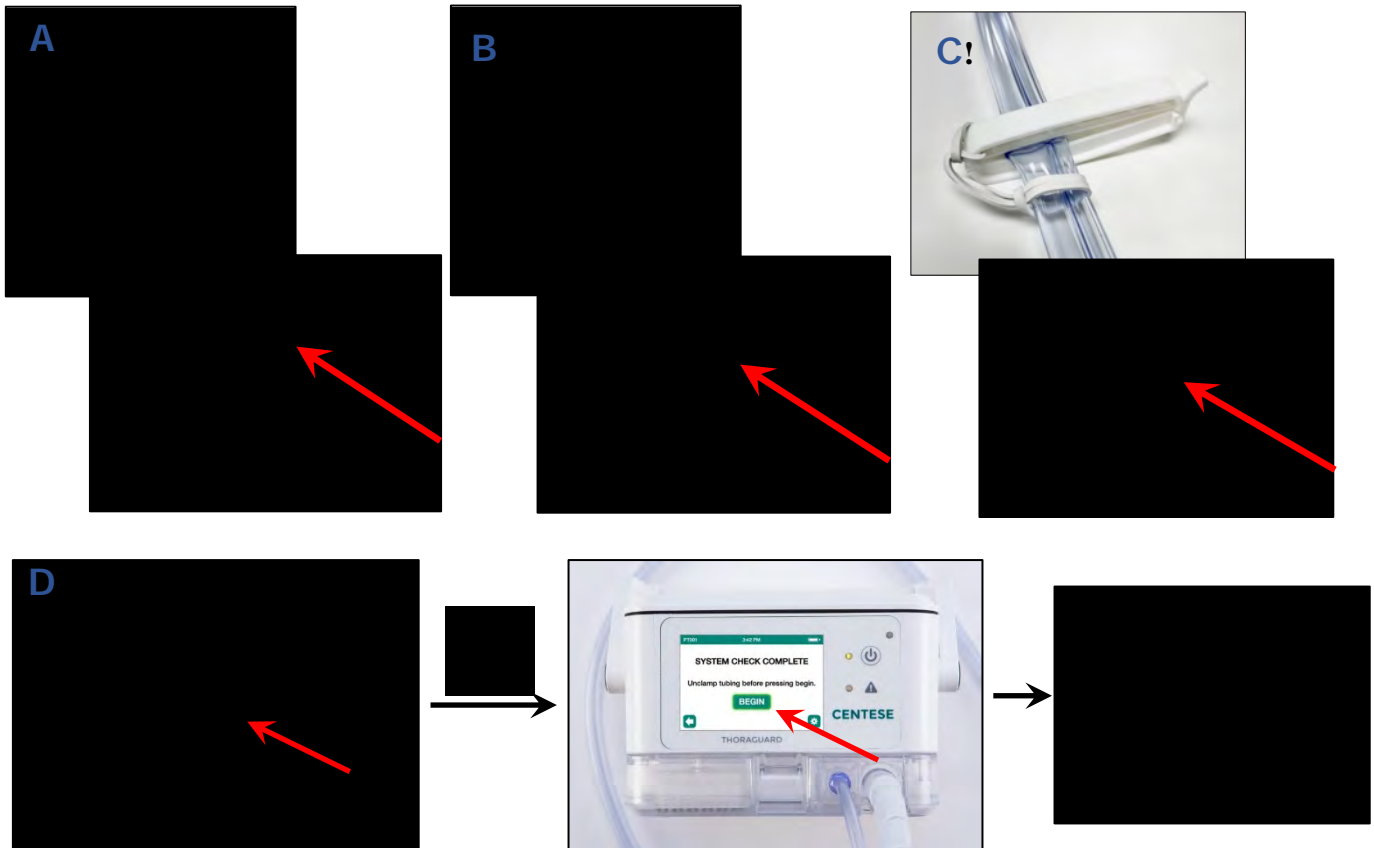 A
B
C!
D
PT001 3:42 PM
SYSTEM CHECK COMPLETE
Unclamp tubing before pressing begin.
BEGIN
CENTESE
THORAGUARD